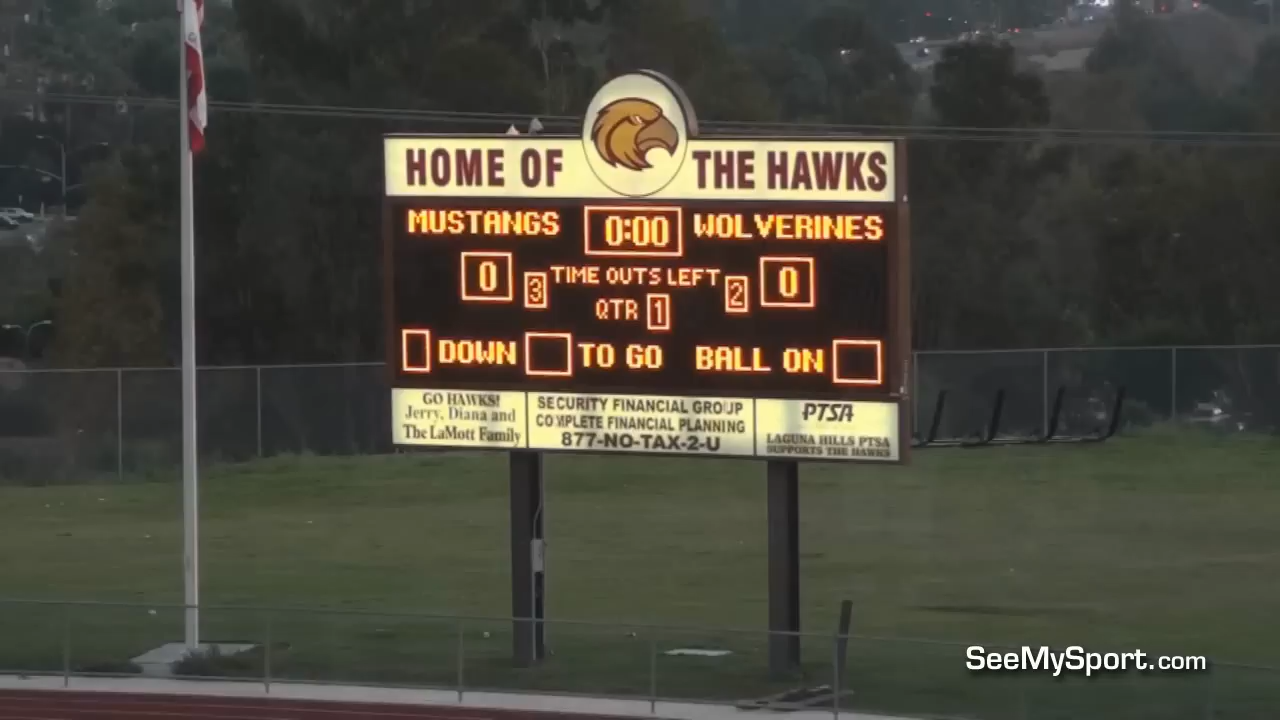 HOME OF THE HAWKS
MUSTANGS 0:00 WOLVERINES
0 3 TIME OUTS LEFT 2 0
QTR 1
DOWN TO GO BALL ON
GO HAWKS!
Jerry, Diana and
The LaMott Family
SECURITY FINANCIAL GROUP
COMPLETE FINANCIAL PLANNING
877-NO-TAX-2-U
PTSA
LAGUNA HILLS PTSA
SUPPORTS THE HAWKS
SeeMySport.com